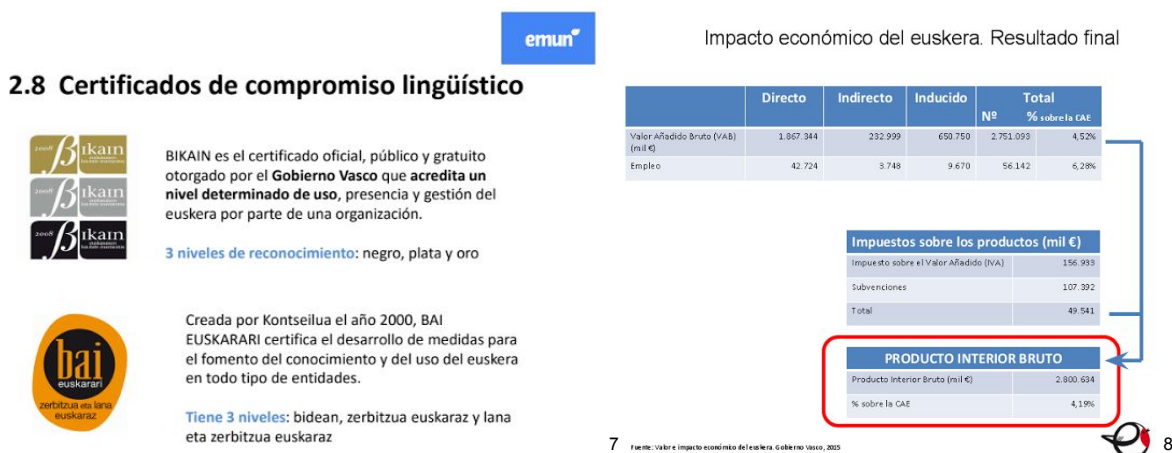 emun
2.8 Certificados de compromiso lingüístico
2008 Bikain
BIKAIN es el certificado oficial, público y gratuito
otorgado por el Gobierno Vasco que acredita un
nivel determinado de uso, presencia y gestión del
euskera por parte de una organización.
2008 Bikain
3 niveles de reconocimiento: negro, plata y oro
2008 Bikain
Creada por Kontseilua el año 2000, BAI
EUSKARARI certifica el desarrollo de medidas para
el fomento del conocimiento y del uso del euskera
en todo tipo de entidades.
bai
euskarari
zerbitzua eta lana
euskaraz
Tiene 3 niveles: bidean, zerbitzua euskaraz y lana
eta zerbitzua euskaraz
7
Impacto económico del euskera. Resultado final
Directo Indirecto Inducido Total
Nº % sobre la CAE
Valor Añadido Bruto (VAB) 1.867.344 232.999 650.750 2.751.093 4,52%
(mil €)
Empleo 42.724 3.748 9.670 56.142 6,28%
Impuestos sobre los productos (mil €)
Impuesto sobre el Valor Añadido (IVA) 156.933
Subvenciones 107.392
Total 49.541
PRODUCTO INTERIOR BRUTO
Producto Interior Bruto (mil €) 2.800.634
% sobre la CAE 4,19%
Fuente: Valor e impacto económico del euskera. Gobierno Vasco, 2015
8